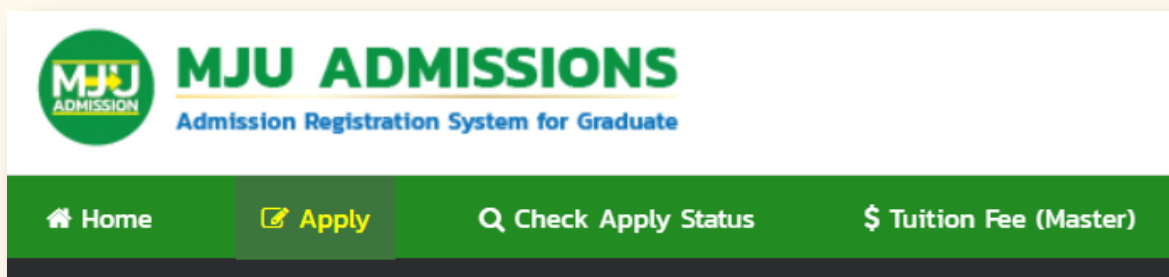 MJU
ADMISSION
MJU ADMISSIONS
Admission Registration System for Graduate
Home
Apply
Check Apply Status
$ Tuition Fee (Master)